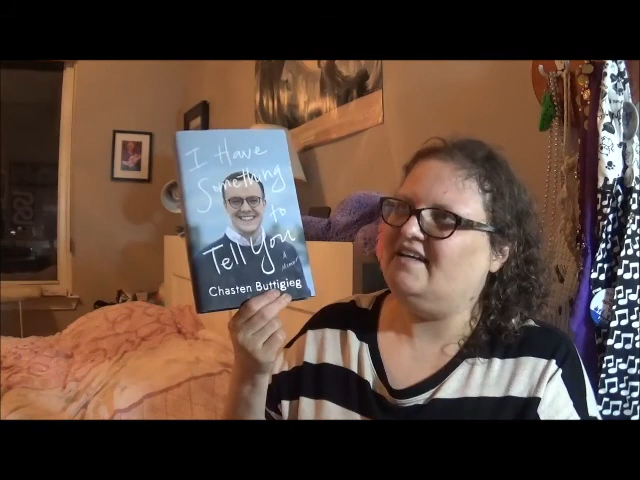 I Have
Something
to
Tell You
A
Memoir
Chasten Buttigieg